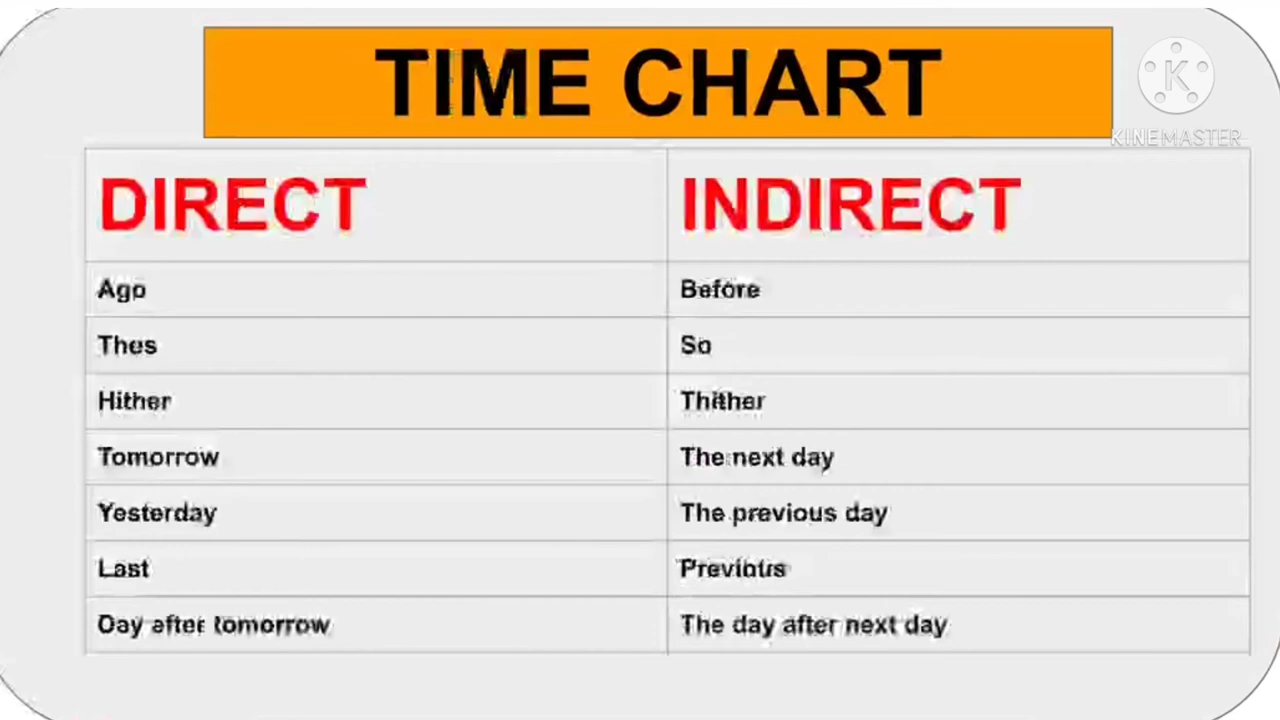 TIME CHART
K
KINEMASTER
DIRECT INDIRECT
Ago Before
Thes So
Hither Thither
Tomorrow The next day
Yesterday The previous day
Last Previous
Day after tomorrow The day after next day